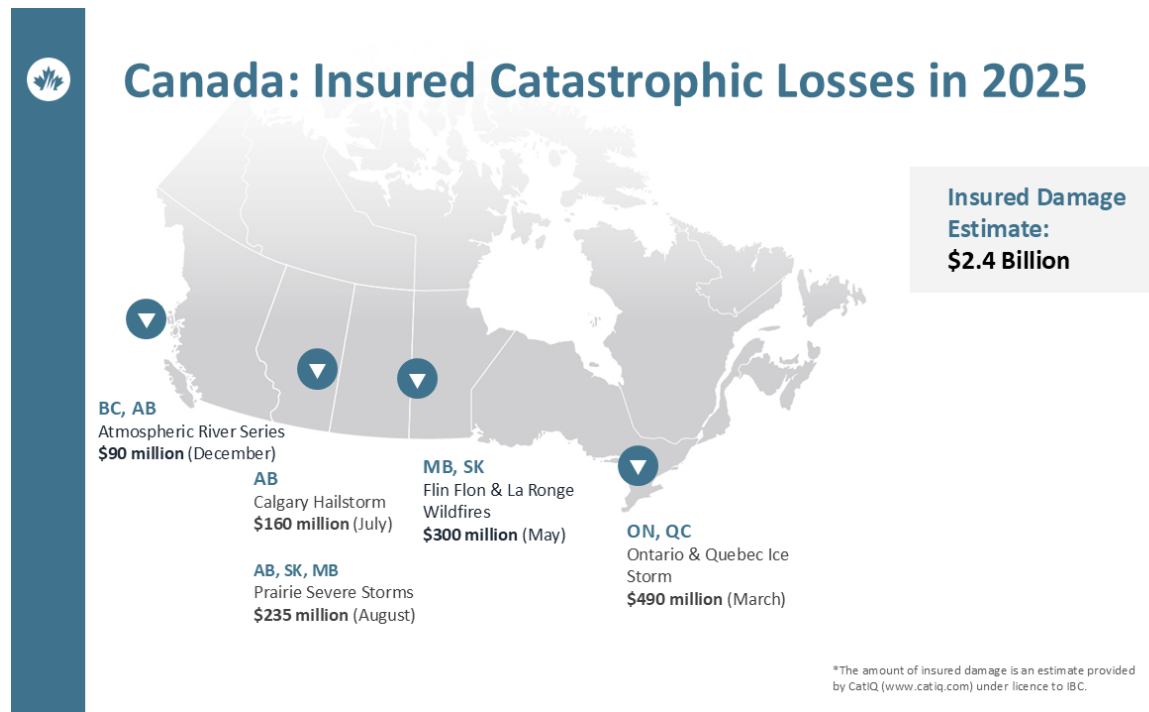 Canada: Insured Catastrophic Losses in 2025
Insured Damage
Estimate:
$2.4 Billion
BC, AB
Atmospheric River Series
$90 million (December)
AB
Calgary Hailstorm
$160 million (July)
AB, SK, MB
Prairie Severe Storms
$235 million (August)
MB, SK
Flin Flon & La Ronge
Wildfires
$300 million (May)
ON, QC
Ontario & Quebec Ice
Storm
$490 million (March)
*The amount of insured damage is an estimate provided
by CatIQ (www.catiq.com) under licence to IBC.